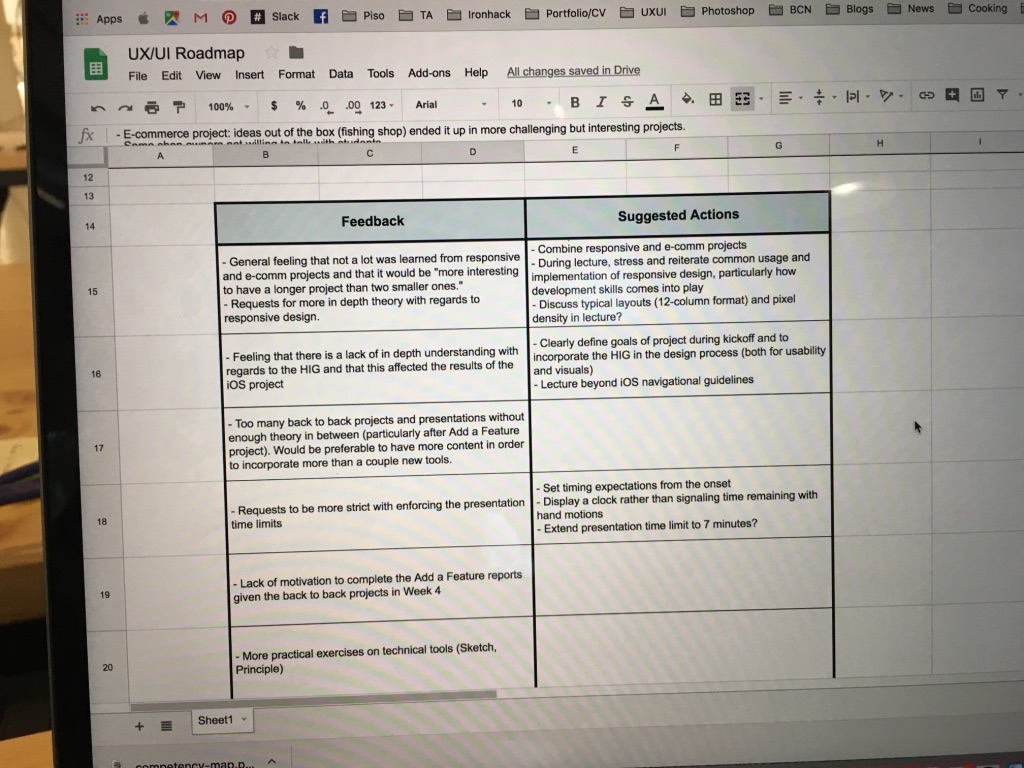 Apps
Slack
Piso
TA
Ironhack
Portfolio/CV
UXUI
Photoshop
BCN
Blogs
News
Cooking
UX/UI Roadmap
File Edit View Insert Format Data Tools Add-ons Help All changes saved in Drive
100% $ % .0 .00 123 Arial 10 B I S A
fx - E-commerce project: ideas out of the box (fishing shop) ended it up in more challenging but interesting projects.
A B C D E F G H I
12
13
14
Feedback
Suggested Actions
15
- General feeling that not a lot was learned from responsive
and e-comm projects and that it would be "more interesting
to have a longer project than two smaller ones."
- Requests for more in depth theory with regards to
responsive design.
- Combine responsive and e-comm projects
- During lecture, stress and reiterate common usage and
implementation of responsive design, particularly how
development skills comes into play
- Discuss typical layouts (12-column format) and pixel
density in lecture?
16
- Feeling that there is a lack of in depth understanding with
regards to the HIG and that this affected the results of the
iOS project
- Clearly define goals of project during kickoff and to
incorporate the HIG in the design process (both for usability
and visuals)
- Lecture beyond iOS navigational guidelines
17
- Too many back to back projects and presentations without
enough theory in between (particularly after Add a Feature
project). Would be preferable to have more content in order
to incorporate more than a couple new tools.
18
- Requests to be more strict with enforcing the presentation
time limits
- Set timing expectations from the onset
- Display a clock rather than signaling time remaining with
hand motions
- Extend presentation time limit to 7 minutes?
19
- Lack of motivation to complete the Add a Feature reports
given the back to back projects in Week 4
20
- More practical exercises on technical tools (Sketch,
Principle)
Sheet1
competency-map.p...